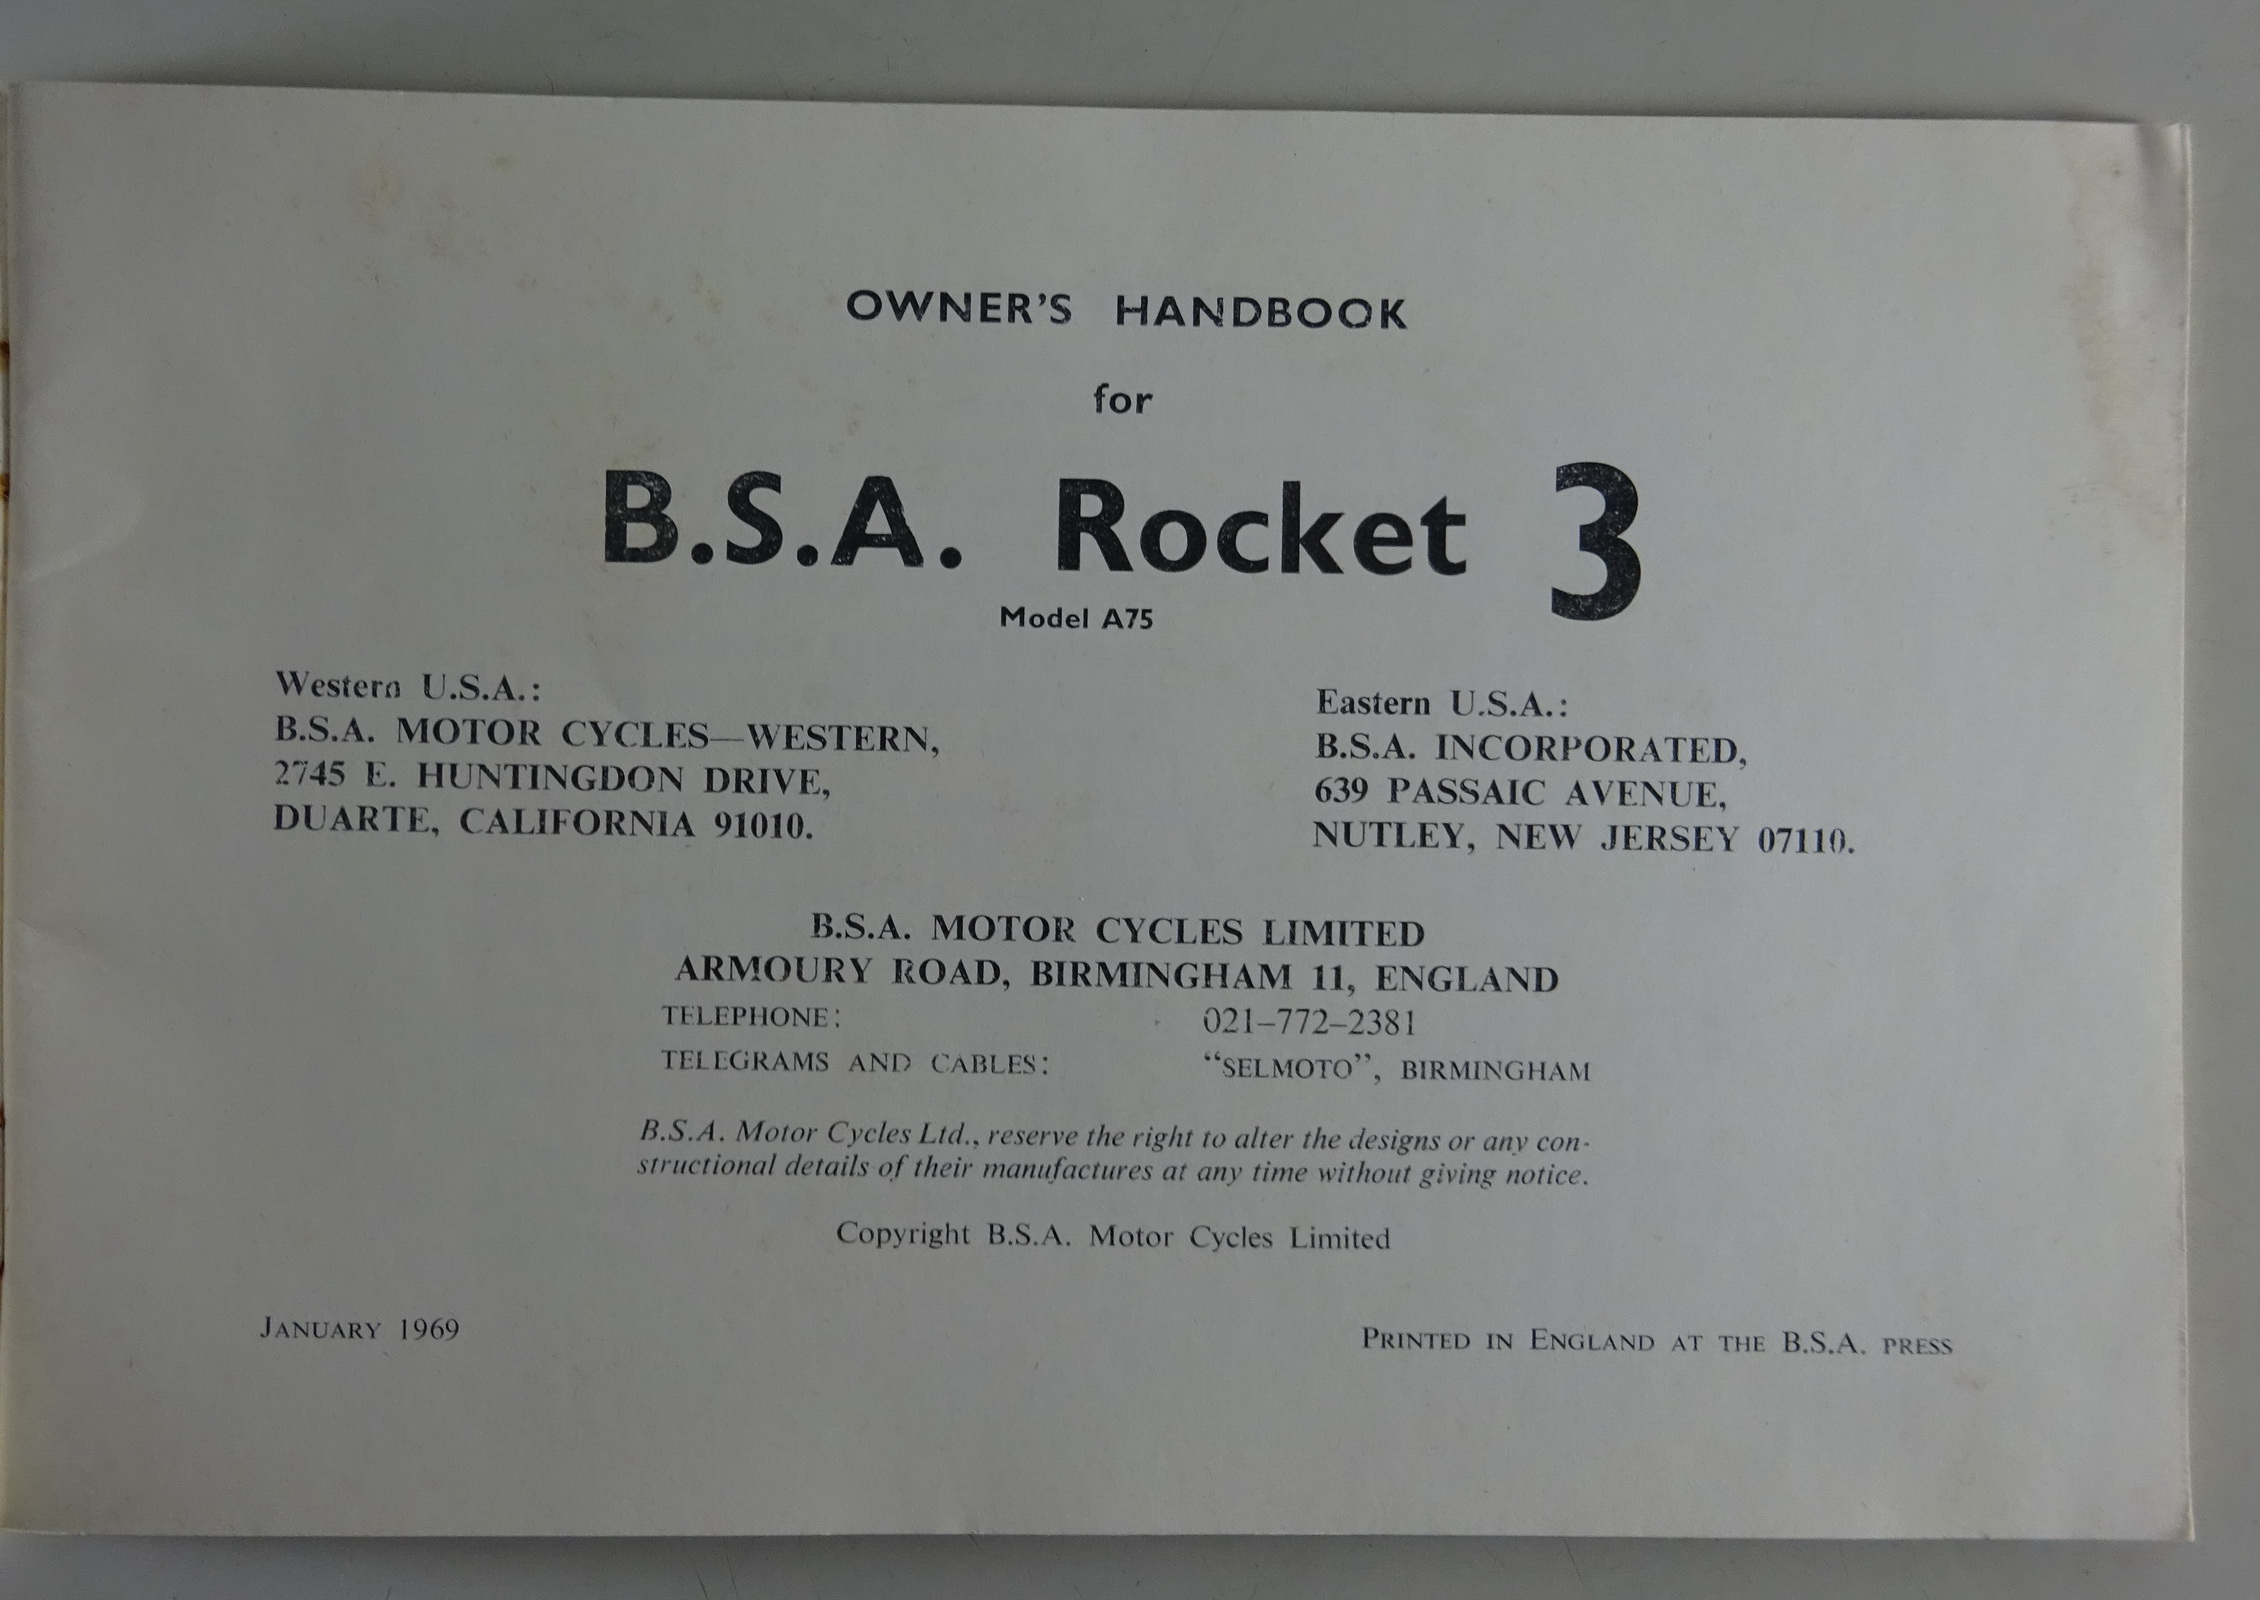 OWNER'S HANDBOOK
for
B.S.A. Rocket 3
Model A75
Western U.S.A.:
B.S.A. MOTOR CYCLES—WESTERN,
2745 E. HUNTINGDON DRIVE,
DUARTE, CALIFORNIA 91010.
Eastern U.S.A.:
B.S.A. INCORPORATED,
639 PASSAIC AVENUE,
NUTLEY, NEW JERSEY 07110.
B.S.A. MOTOR CYCLES LIMITED
ARMOURY ROAD, BIRMINGHAM 11, ENGLAND
TELEPHONE: 021–772–2381
TELEGRAMS AND CABLES: “SELMOTO”, BIRMINGHAM
B.S.A. Motor Cycles Ltd., reserve the right to alter the designs or any con-
structional details of their manufactures at any time without giving notice.
Copyright B.S.A. Motor Cycles Limited
JANUARY 1969
PRINTED IN ENGLAND AT THE B.S.A. PRESS